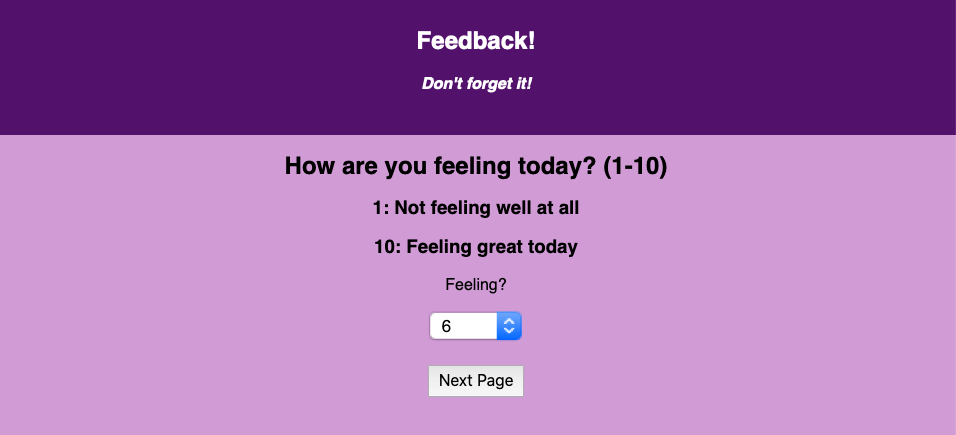 Feedback!
Don't forget it!
How are you feeling today? (1-10)
1: Not feeling well at all
10: Feeling great today
Feeling?
6
Next Page